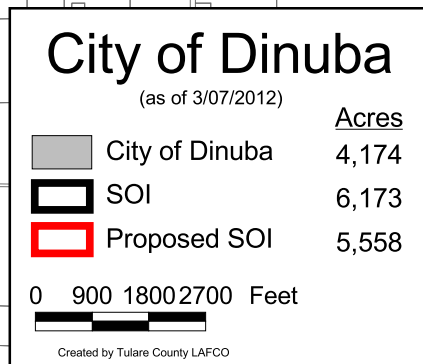 City of Dinuba
(as of 3/07/2012)
Acres
City of Dinuba 4,174
SOI 6,173
Proposed SOI 5,558
0 900 1800 2700 Feet
Created by Tulare County LAFCO